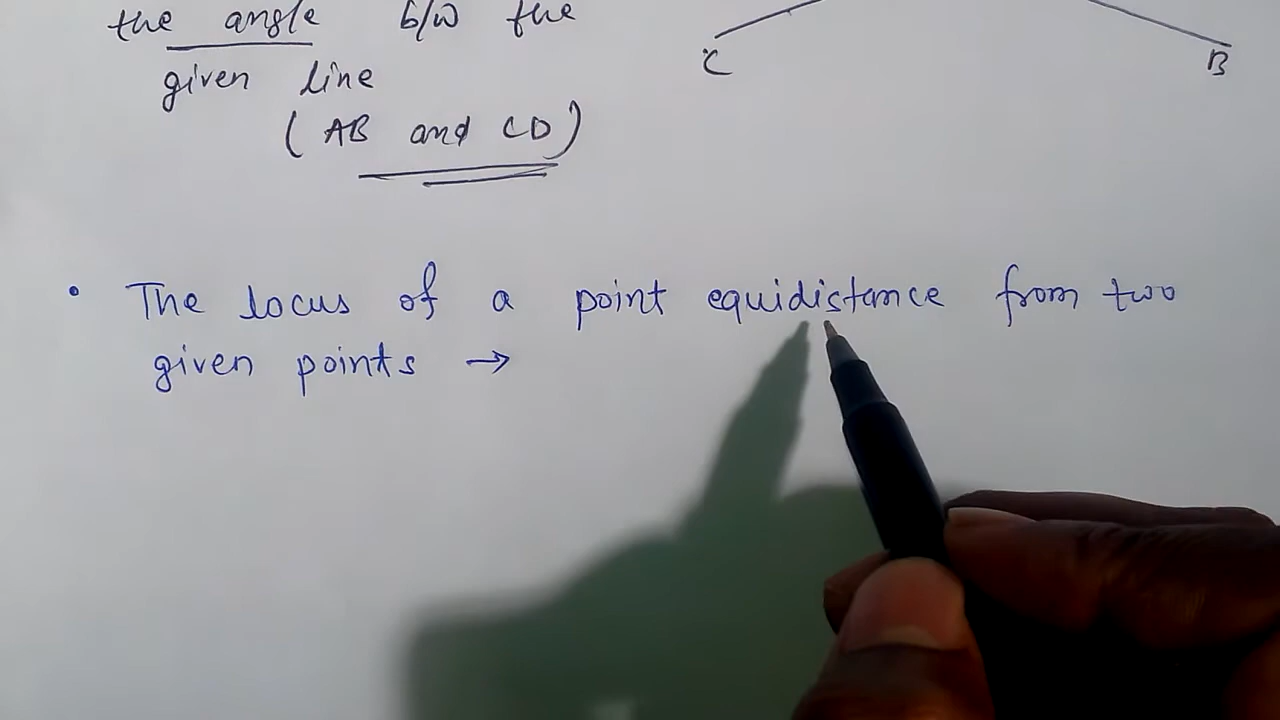 the angle b/w the
given line
(AB and CD)
C
B
• The locus of a point equidistance from two
given points →